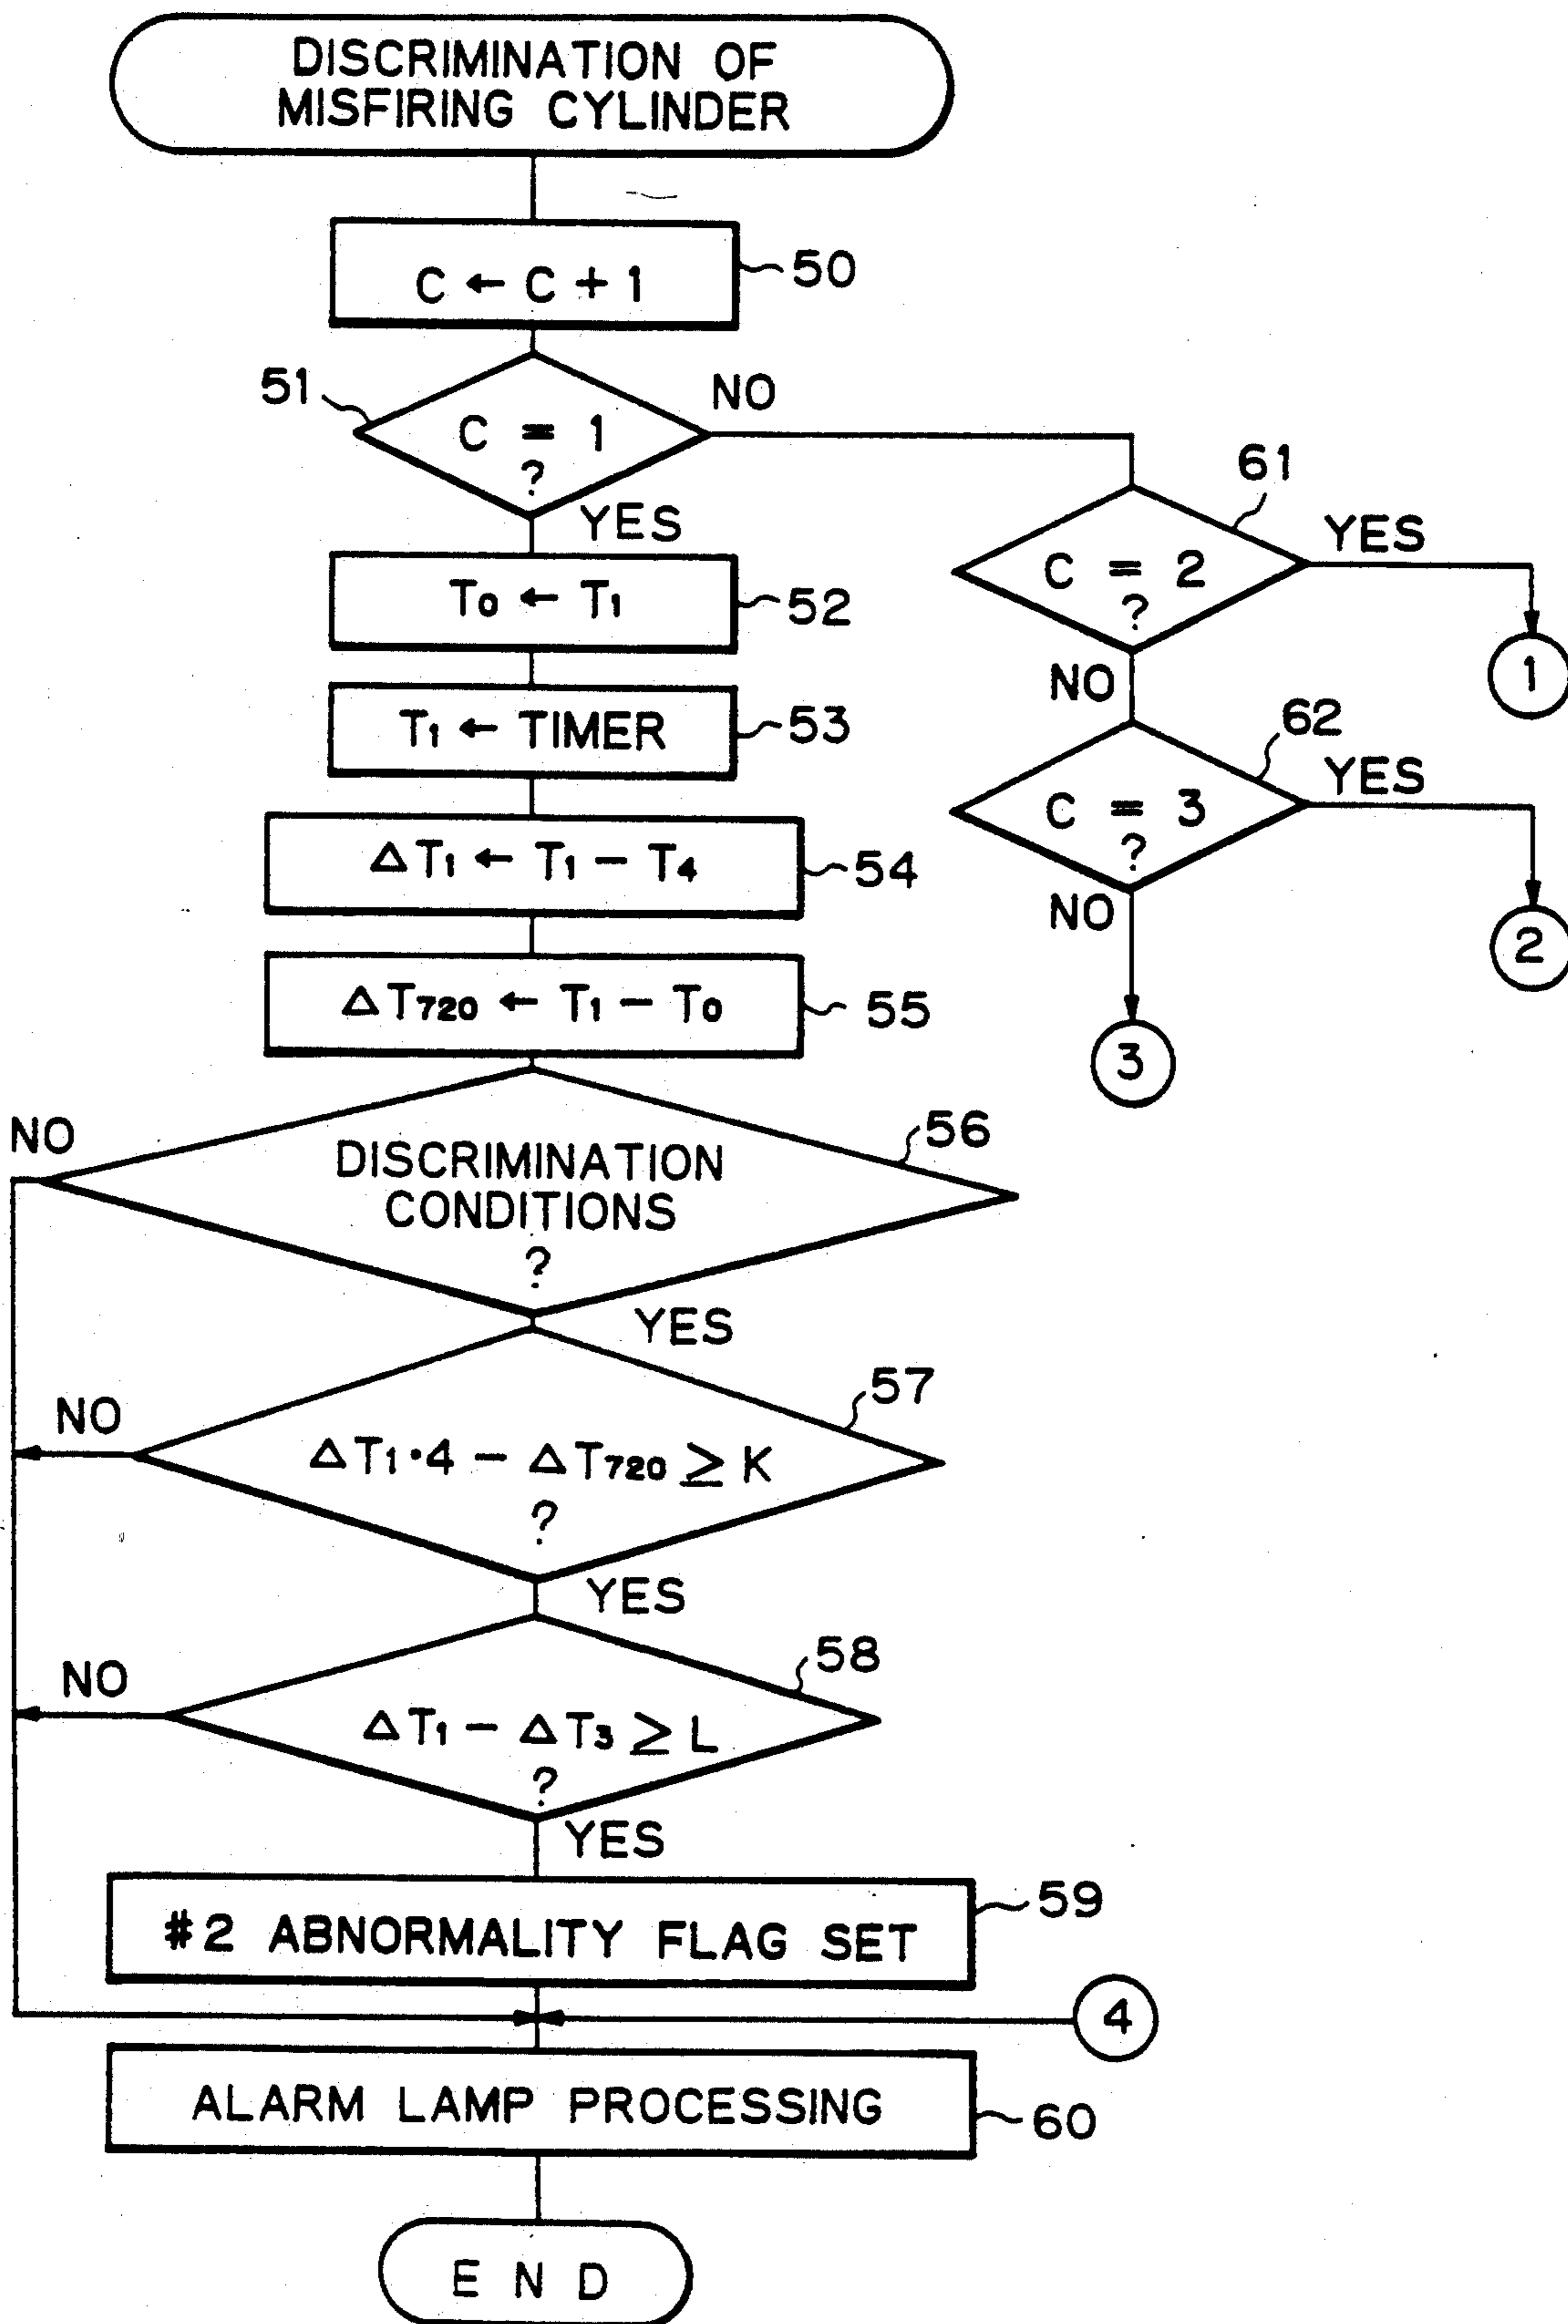 DISCRIMINATION OF
MISFIRING CYLINDER
C ← C + 1
50
51
C = 1
?
NO
YES
61
C = 2
?
YES
1
NO
T0 ← T1
52
T1 ← TIMER
53
62
C = 3
?
YES
2
NO
3
ΔT1 ← T1 - T4
54
ΔT720 ← T1 - T0
55
NO
DISCRIMINATION
CONDITIONS
?
56
YES
NO
ΔT1·4 - ΔT720 ≥ K
?
57
YES
NO
ΔT1 - ΔT3 ≥ L
?
58
YES
#2 ABNORMALITY FLAG SET
59
4
ALARM LAMP PROCESSING
60
END